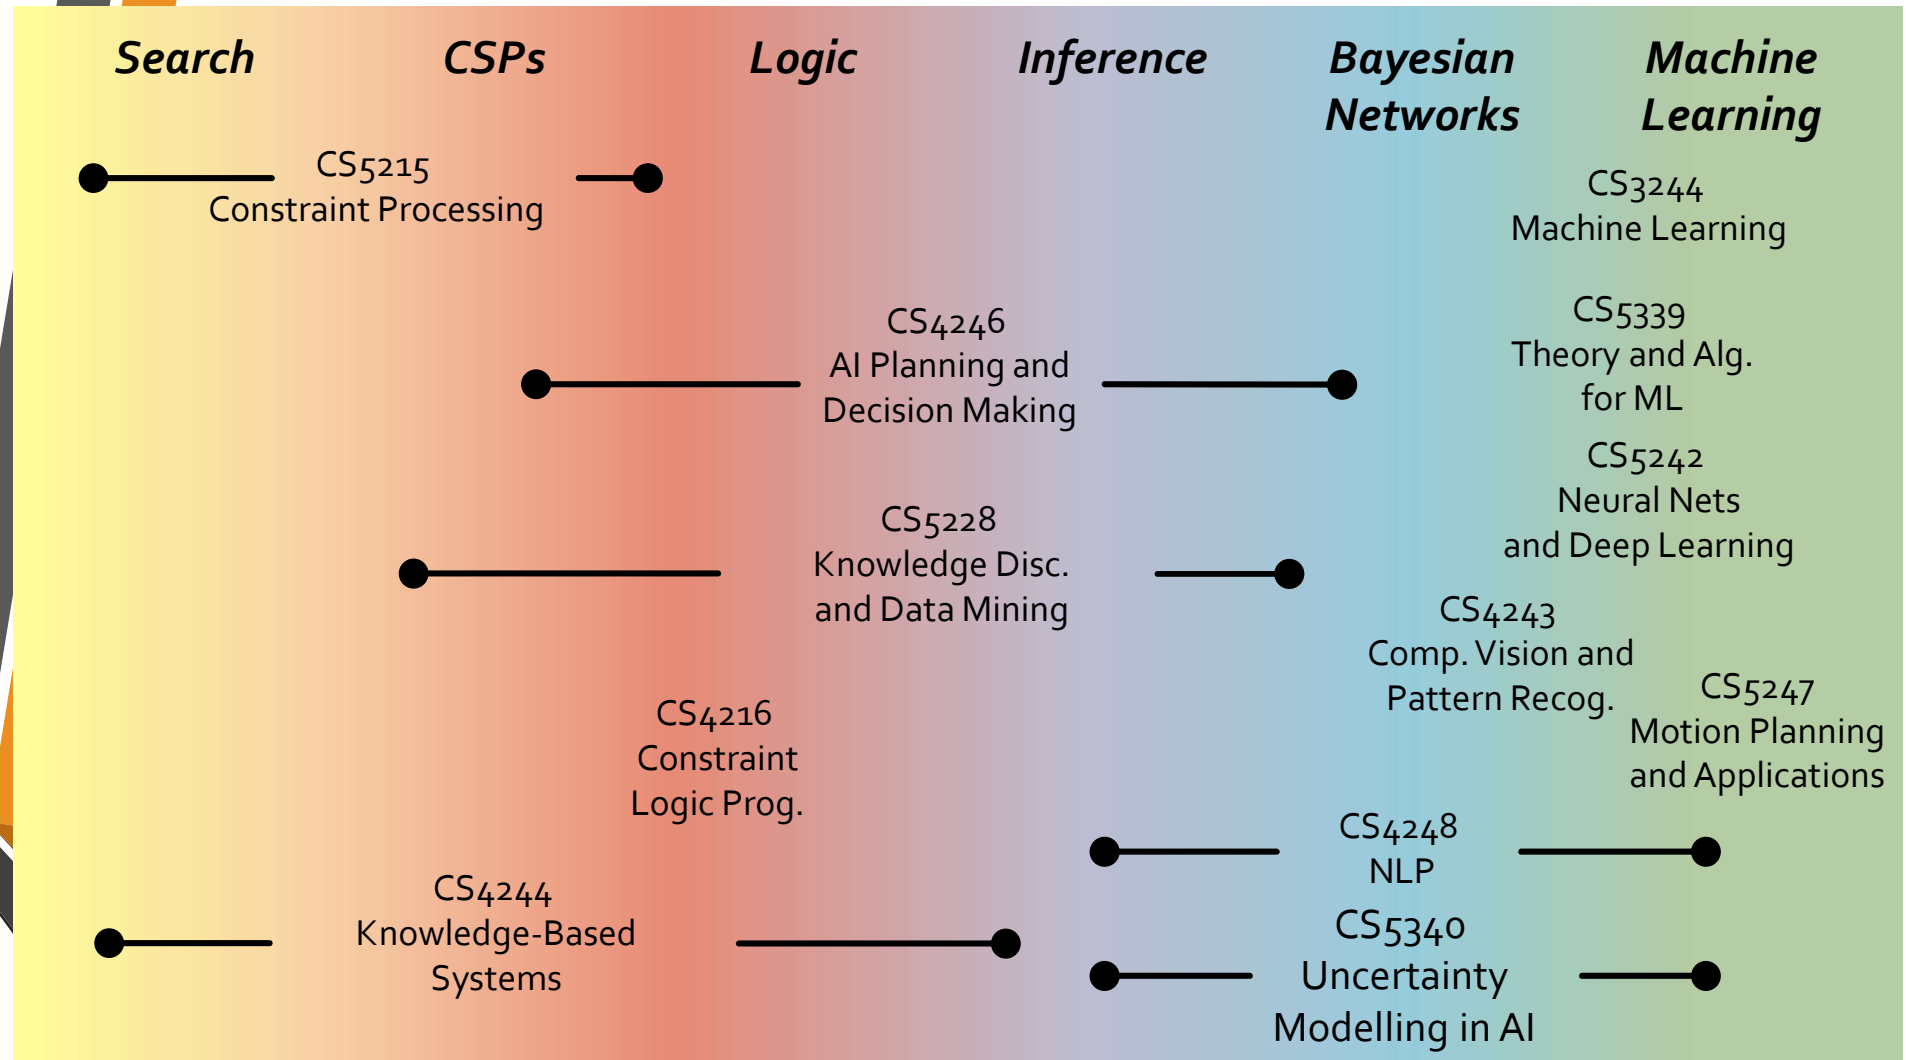 Search
CSPs
Logic
Inference
Bayesian
Networks
Machine
Learning
CS5215
Constraint Processing
CS3244
Machine Learning
CS4246
AI Planning and
Decision Making
CS5339
Theory and Alg.
for ML
CS5242
Neural Nets
and Deep Learning
CS5228
Knowledge Disc.
and Data Mining
CS4243
Comp. Vision and
Pattern Recog.
CS5247
Motion Planning
and Applications
CS4216
Constraint
Logic Prog.
CS4248
NLP
CS4244
Knowledge-Based
Systems
CS5340
Uncertainty
Modelling in AI